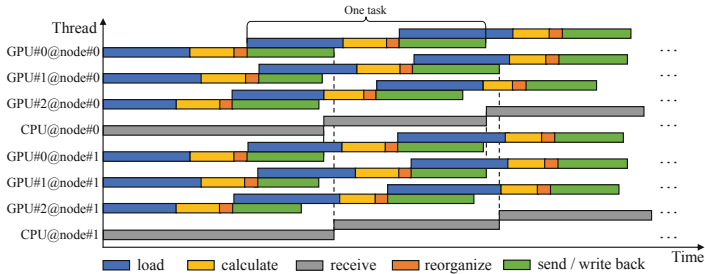 One task
Thread
GPU#0@node#0
GPU#1@node#0
GPU#2@node#0
CPU@node#0
GPU#0@node#1
GPU#1@node#1
GPU#2@node#1
CPU@node#1
...
...
...
...
...
...
...
...
Time
load calculate receive reorganize send / write back